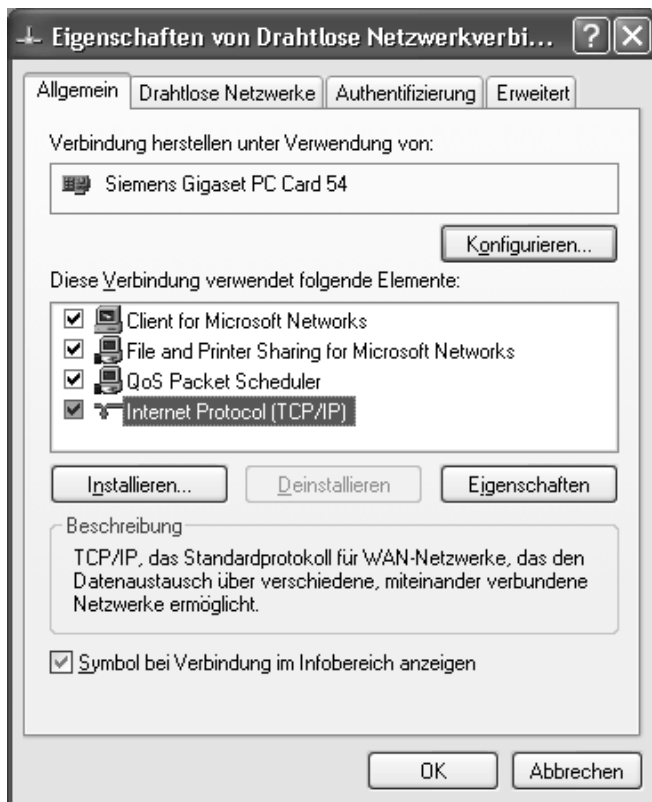 Eigenschaften von Drahtlose Netzwerkverbi...
Allgemein Drahtlose Netzwerke Authentifizierung Erweitert
Verbindung herstellen unter Verwendung von:
Siemens Gigaset PC Card 54
Konfigurieren...
Diese Verbindung verwendet folgende Elemente:
Client for Microsoft Networks
File and Printer Sharing for Microsoft Networks
QoS Packet Scheduler
Internet Protocol (TCP/IP)
Installieren... Deinstallieren Eigenschaften
Beschreibung
TCP/IP, das Standardprotokoll für WAN-Netzwerke, das den
Datenaustausch über verschiedene, miteinander verbundene
Netzwerke ermöglicht.
Symbol bei Verbindung im Infobereich anzeigen
OK Abbrechen